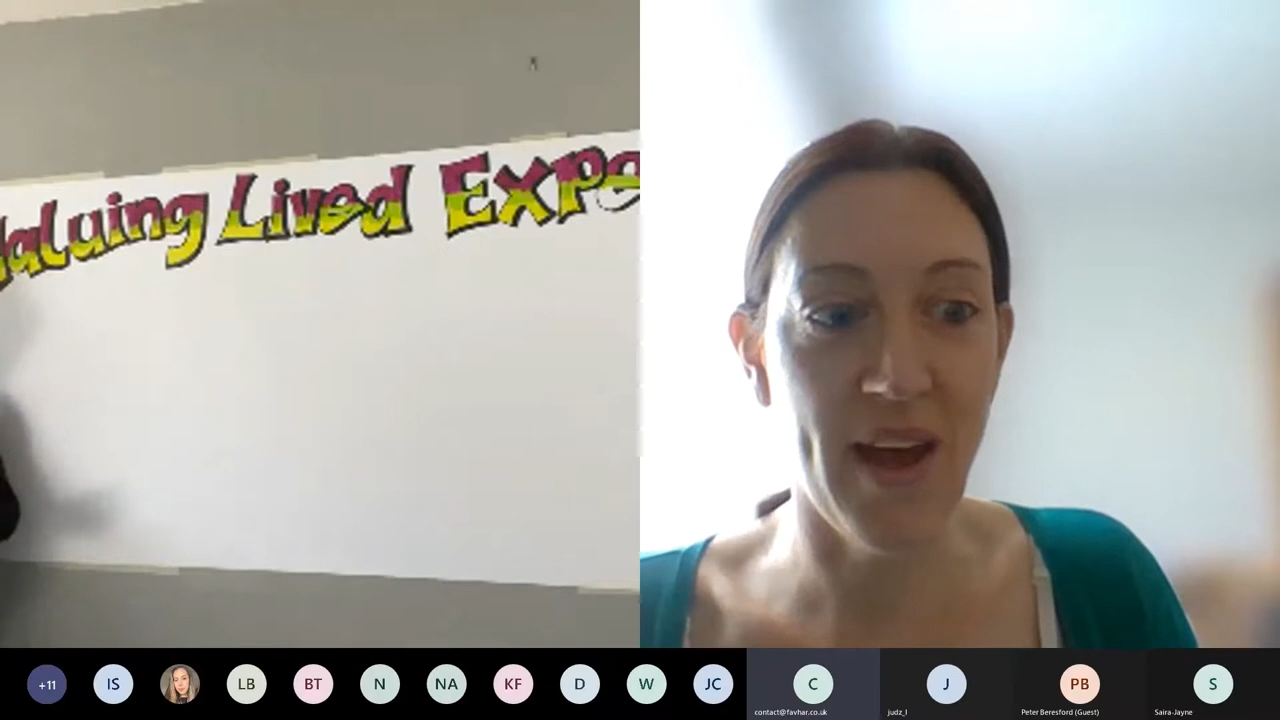 Valuing Lived Expe
+11 IS LB BT N NA KF D W JC C J PB S
contact@favhar.co.uk judz_l Peter Beresford (Guest) Saira-Jayne